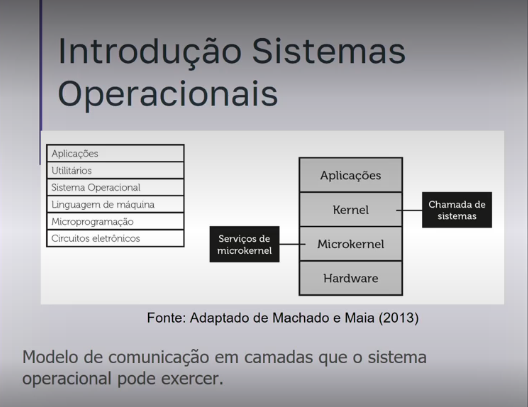 Introdução Sistemas
Operacionais
Aplicações
Utilitários
Sistema Operacional
Linguagem de máquina
Microprogramação
Circuitos eletrônicos
Aplicações
Kernel
Microkernel
Hardware
Chamada de
sistemas
Serviços de
microkernel
Fonte: Adaptado de Machado e Maia (2013)
Modelo de comunicação em camadas que o sistema
operacional pode exercer.